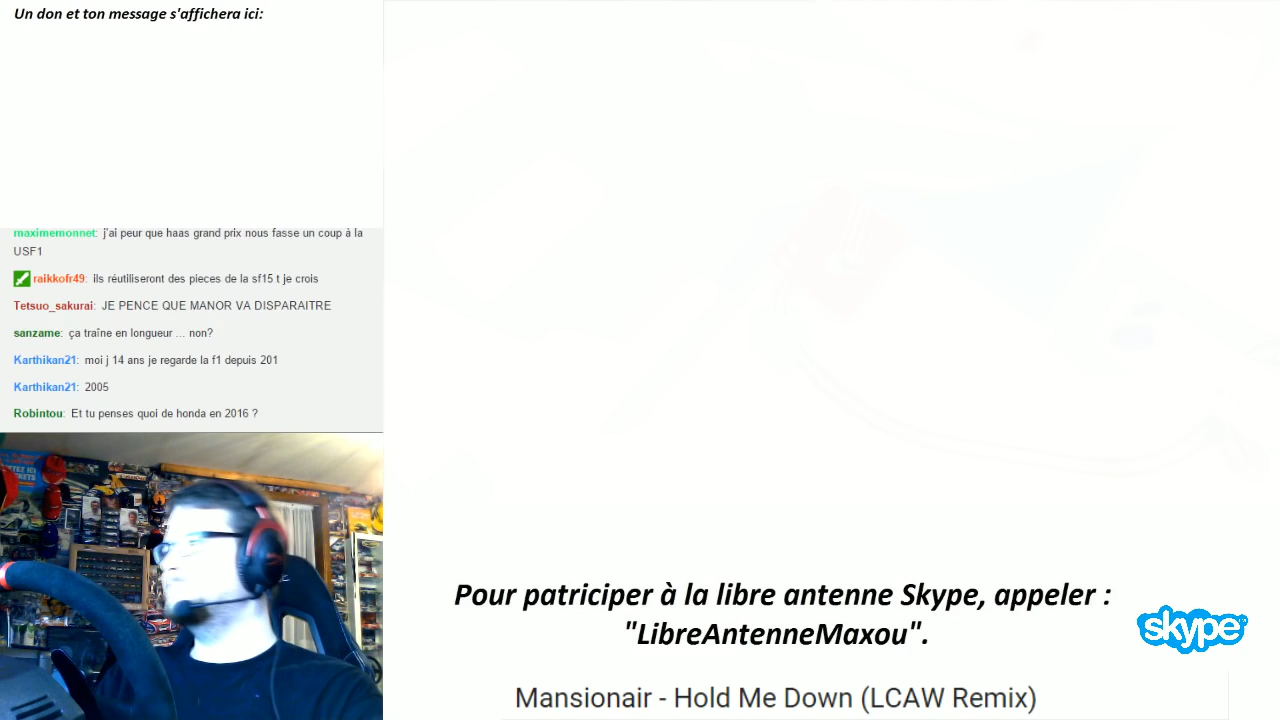 Un don et ton message s'affichera ici:
maximemonnet: j'ai peur que haas grand prix nous fasse un coup à la
USF1
raikkofr49: ils réutiliseront des pieces de la sf15 t je crois
Tetsuo_sakurai: JE PENCE QUE MANOR VA DISPARAITRE
sanzame: ça traîne en longueur ... non?
Karthikan21: moi j 14 ans je regarde la f1 depuis 201
Karthikan21: 2005
Robintou: Et tu penses quoi de honda en 2016 ?
Pour patriciper à la libre antenne Skype, appeler :
"LibreAntenneMaxou".
skype
Mansionair - Hold Me Down (LCAW Remix)